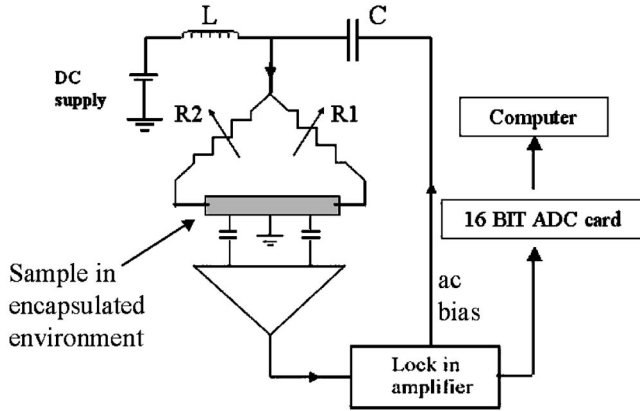 L
C
DC
supply
R2
R1
Computer
16 BIT ADC card
Sample in
encapsulated
environment
ac
bias
Lock in
amplifier